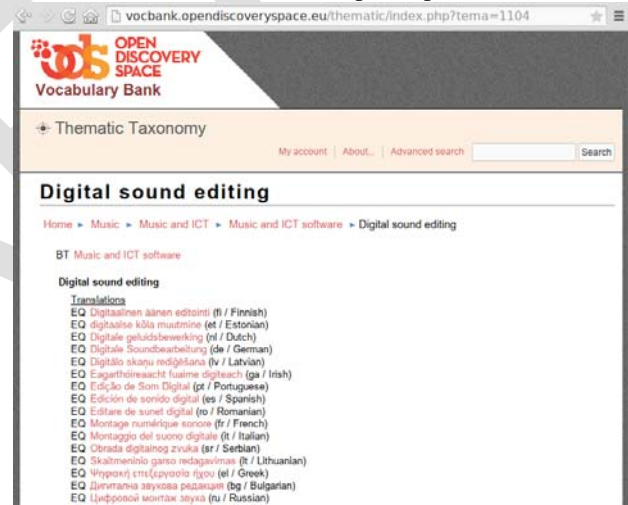 vocbank.opendiscoveryspace.eu/thematic/index.php?tema=1104
ods OPEN
DISCOVERY
SPACE
Vocabulary Bank
Thematic Taxonomy
My account | About... | Advanced search Search
Digital sound editing
Home ► Music ► Music and ICT ► Music and ICT software ► Digital sound editing
BT Music and ICT software
Digital sound editing
Translations
EQ Digitaalinen äänen editointi (fi / Finnish)
EQ digitaalse kõla muutmine (et / Estonian)
EQ Digitale geluidsbewerking (nl / Dutch)
EQ Digitale Soundbearbeitung (de / German)
EQ Digitālo skaņu rediģēšana (lv / Latvian)
EQ Eagarthóireacht fuaime digiteach (ga / Irish)
EQ Edição de Som Digital (pt / Portuguese)
EQ Edición de sonido digital (es / Spanish)
EQ Editare de sunet digital (ro / Romanian)
EQ Montage numérique sonore (fr / French)
EQ Montaggio del suono digitale (it / Italian)
EQ Obrada digitalnog zvuka (sr / Serbian)
EQ Skaitmeninio garso redagavimas (lt / Lithuanian)
EQ Ψηφιακή επεξεργασία ήχου (el / Greek)
EQ Дигитална звукова редакция (bg / Bulgarian)
EQ Цифровой монтаж звука (ru / Russian)